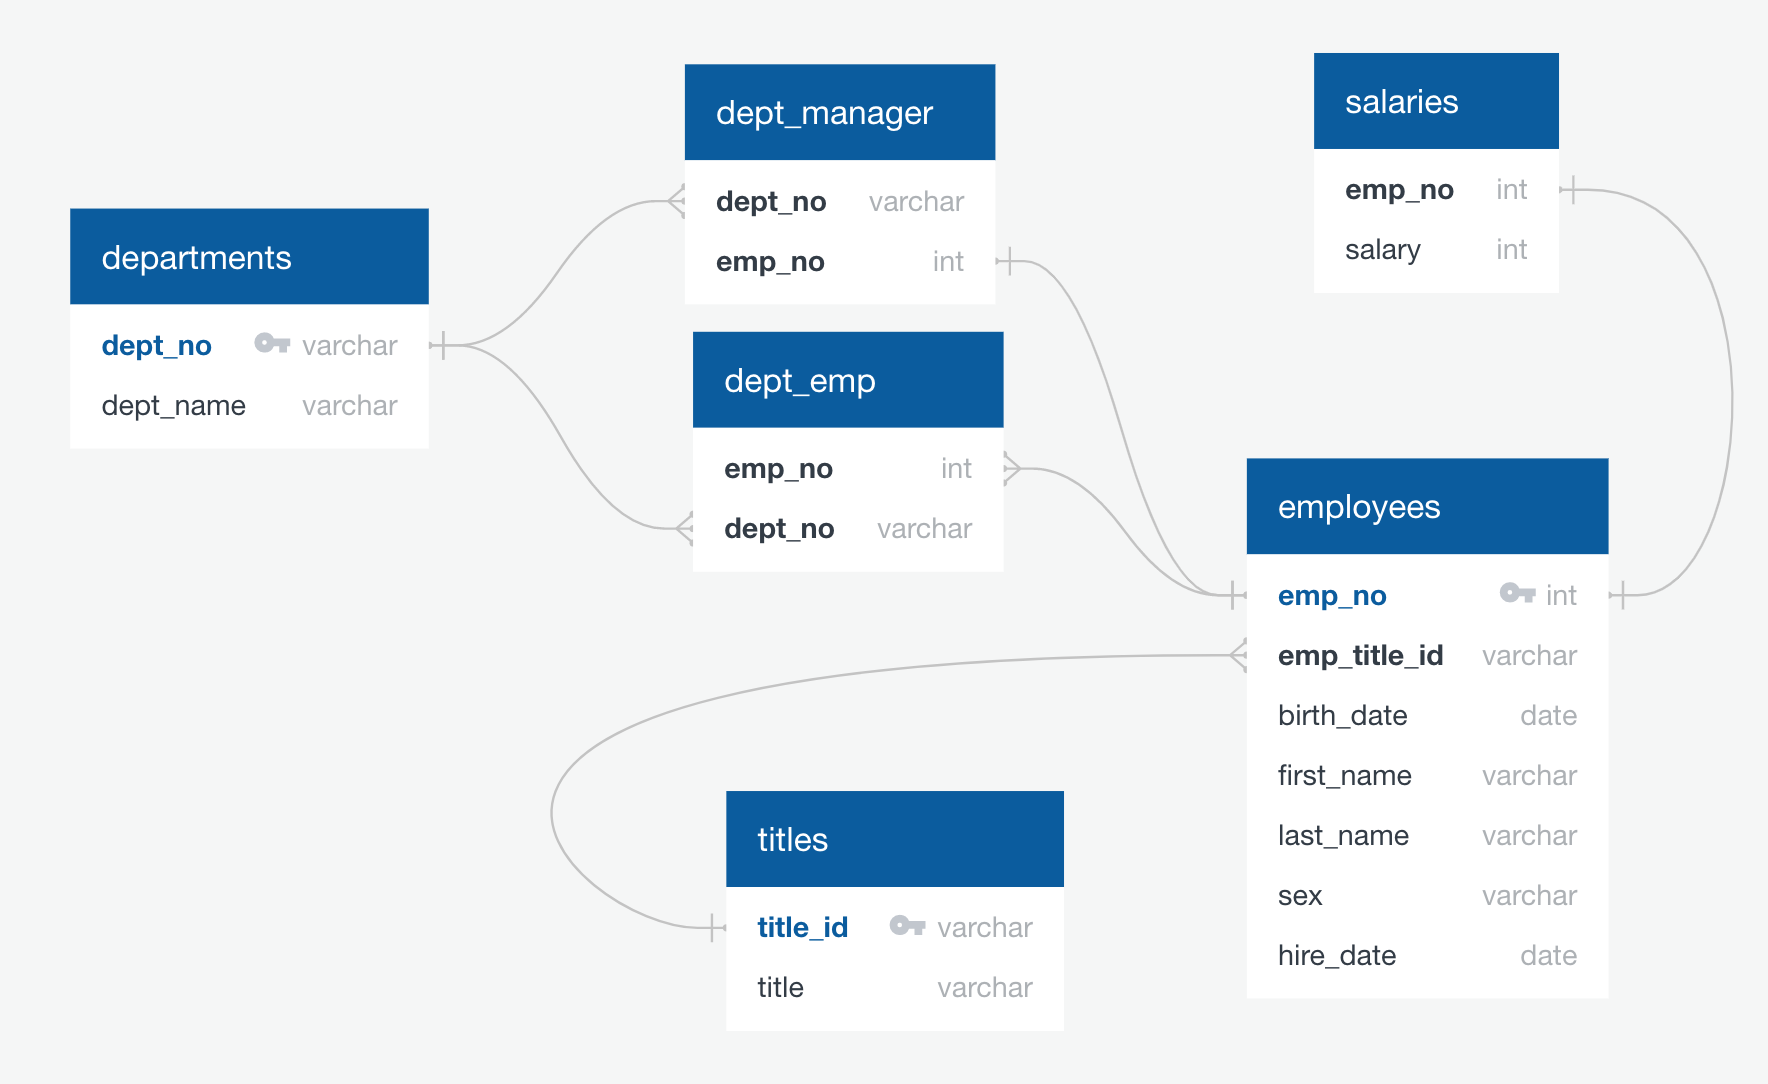 departments
dept_no varchar
dept_name varchar
dept_manager
dept_no varchar
emp_no int
dept_emp
emp_no int
dept_no varchar
salaries
emp_no int
salary int
employees
emp_no int
emp_title_id varchar
birth_date date
first_name varchar
last_name varchar
sex varchar
hire_date date
titles
title_id varchar
title varchar